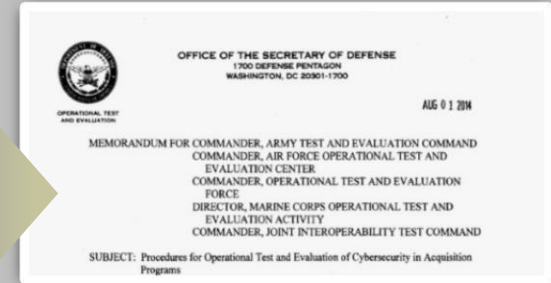 OFFICE OF THE SECRETARY OF DEFENSE
1700 DEFENSE PENTAGON
WASHINGTON, DC 20301-1700
OPERATIONAL TEST
AND EVALUATION
AUG 01 2014
MEMORANDUM FOR COMMANDER, ARMY TEST AND EVALUATION COMMAND
COMMANDER, AIR FORCE OPERATIONAL TEST AND
EVALUATION CENTER
COMMANDER, OPERATIONAL TEST AND EVALUATION
FORCE
DIRECTOR, MARINE CORPS OPERATIONAL TEST AND
EVALUATION ACTIVITY
COMMANDER, JOINT INTEROPERABILITY TEST COMMAND
SUBJECT: Procedures for Operational Test and Evaluation of Cybersecurity in Acquisition
Programs